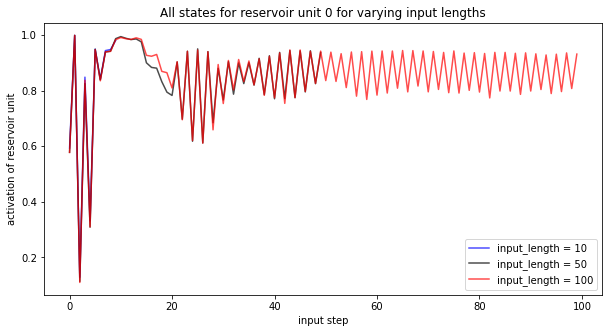 All states for reservoir unit 0 for varying input lengths
activation of reservoir unit
1.0
0.8
0.6
0.4
0.2
0
20
40
60
80
100
input step
input_length = 10
input_length = 50
input_length = 100